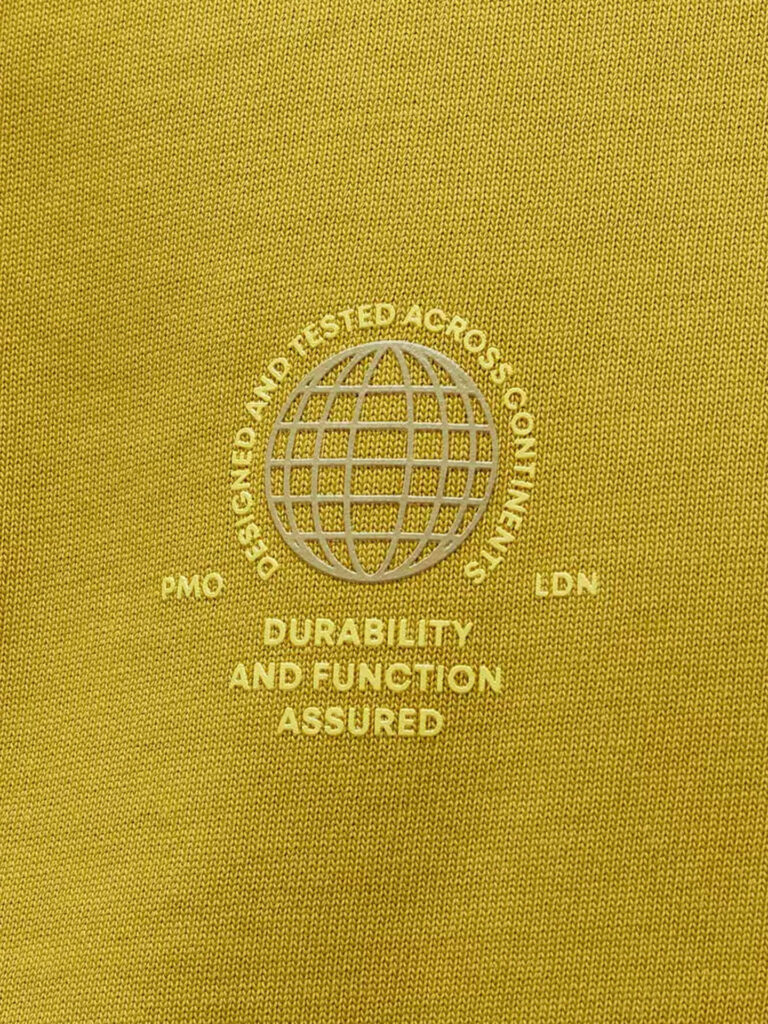 DESIGNED AND TESTED ACROSS CONTINENTS
PMO
LDN
DURABILITY
AND FUNCTION
ASSURED